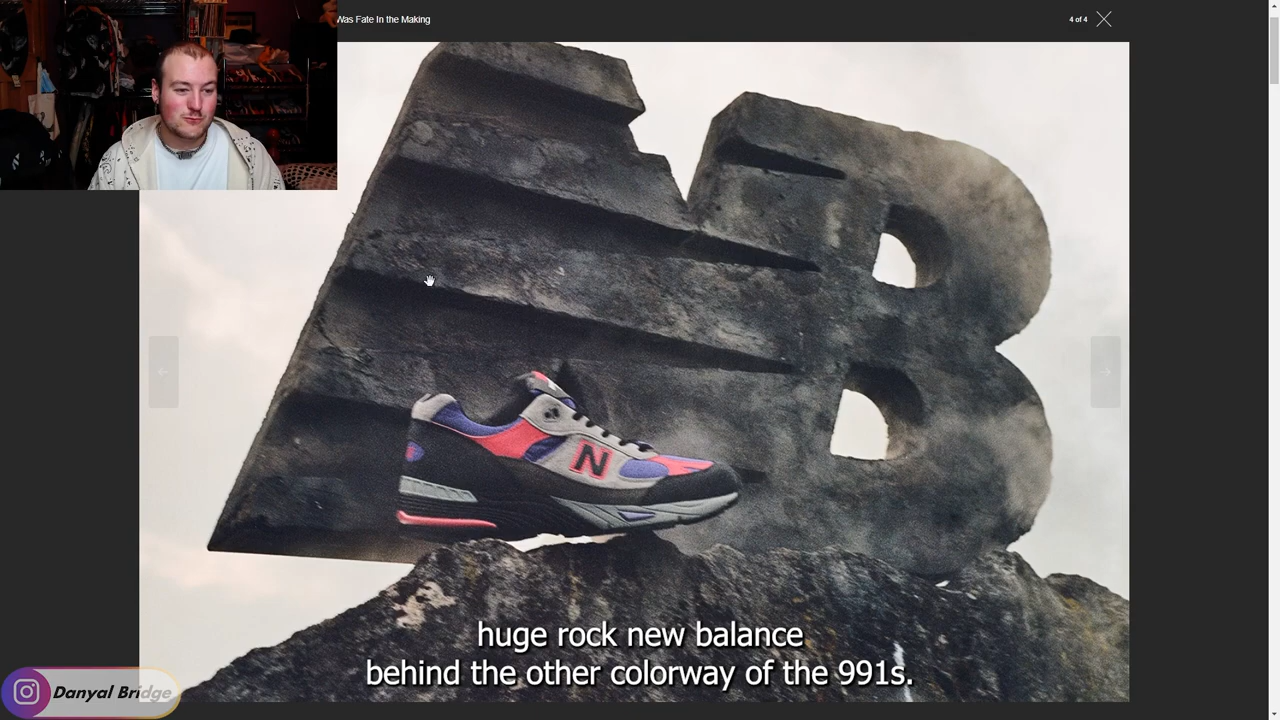 Was Fate In the Making
4 of 4
N
huge rock new balance
behind the other colorway of the 991s.
Danyal Bridge